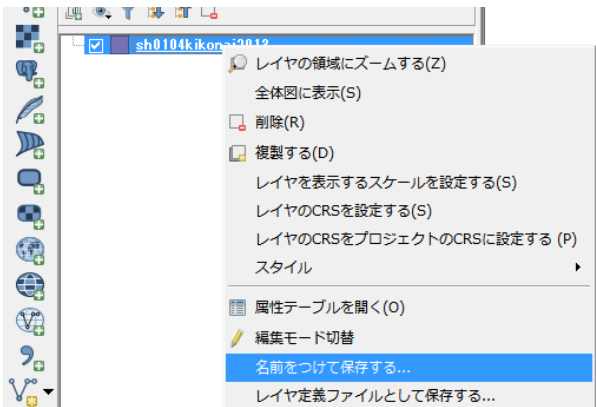 sh0104kikonai2013
レイヤの領域にズームする(Z)
全体図に表示(S)
削除(R)
複製する(D)
レイヤを表示するスケールを設定する(S)
レイヤのCRSを設定する(S)
レイヤのCRSをプロジェクトのCRSに設定する (P)
スタイル
属性テーブルを開く(O)
編集モード切替
名前をつけて保存する...
レイヤ定義ファイルとして保存する...